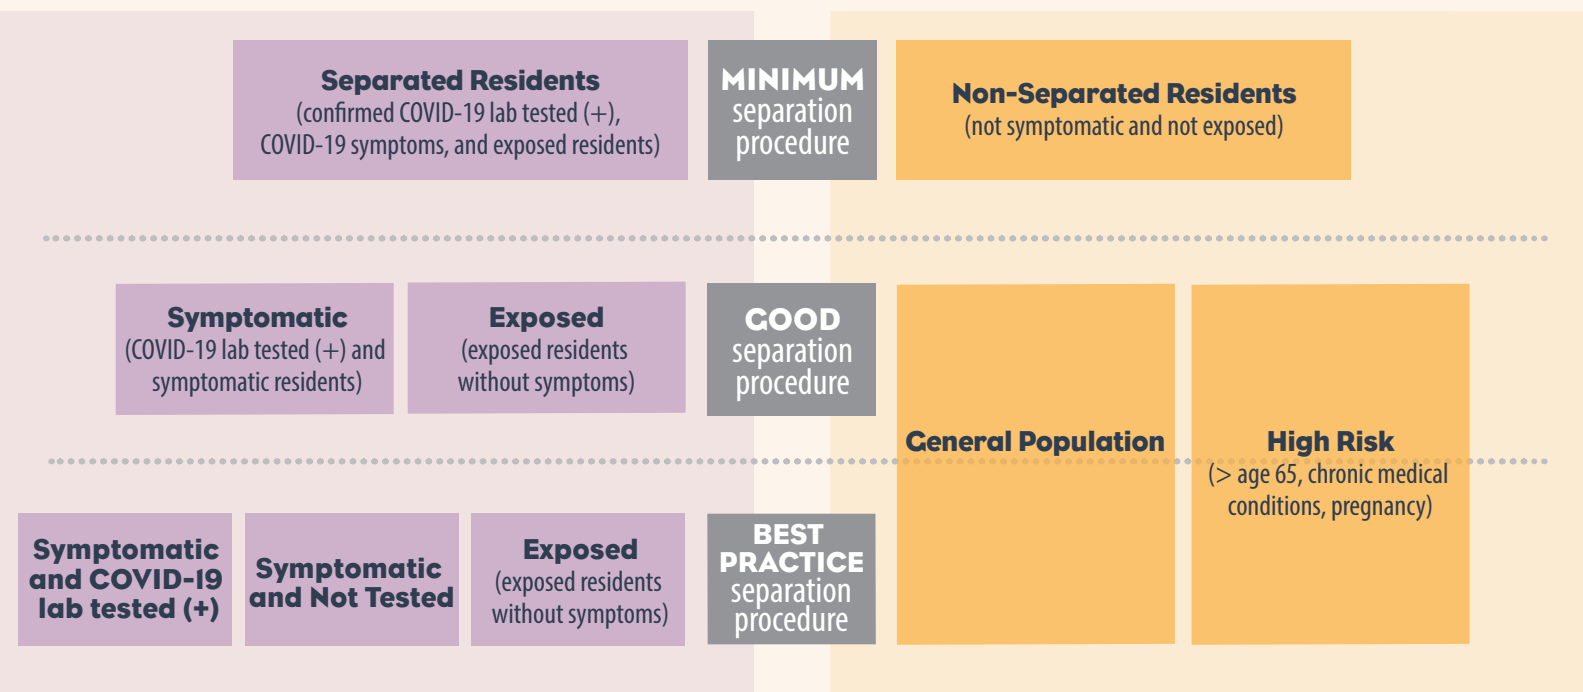 Separated Residents
(confirmed COVID-19 lab tested (+),
COVID-19 symptoms, and exposed residents)
MINIMUM
separation
procedure
Non-Separated Residents
(not symptomatic and not exposed)
Symptomatic
(COVID-19 lab tested (+) and
symptomatic residents)
Exposed
(exposed residents
without symptoms)
GOOD
separation
procedure
General Population
High Risk
(> age 65, chronic medical
conditions, pregnancy)
Symptomatic
and COVID-19
lab tested (+)
Symptomatic
and Not Tested
Exposed
(exposed residents
without symptoms)
BEST
PRACTICE
separation
procedure